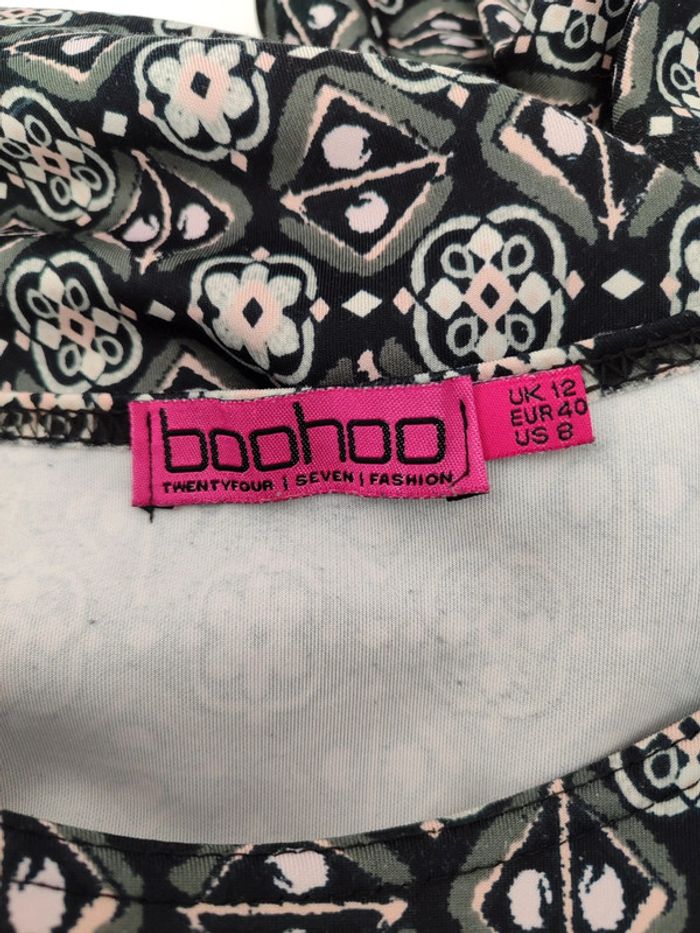 boohoo
TWENTYFOUR | SEVEN | FASHION
UK 12
EUR 40
US 8